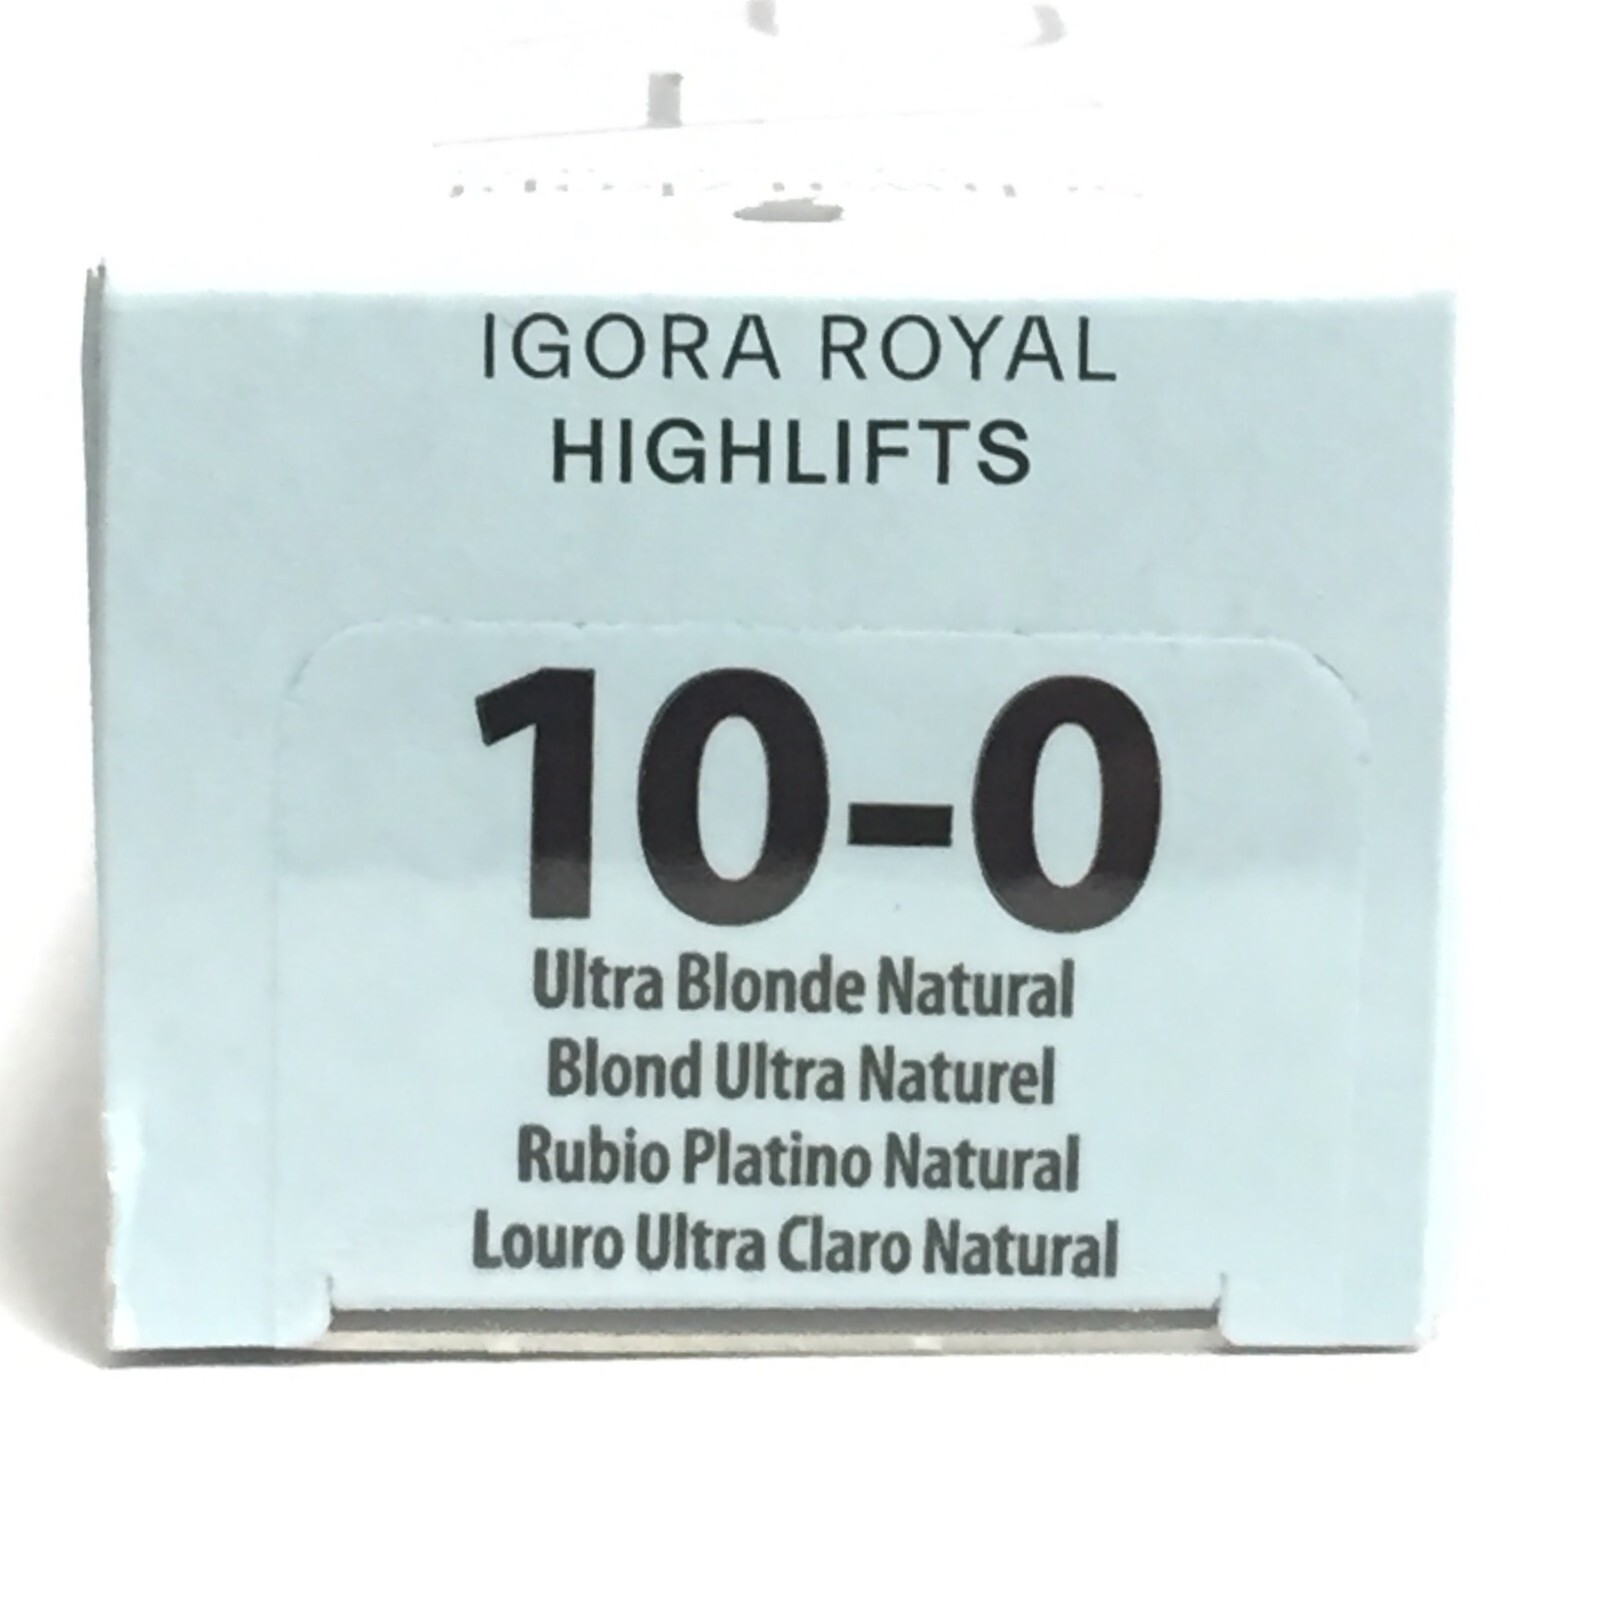 IGORA ROYAL
HIGHLIFTS
10-0
Ultra Blonde Natural
Blond Ultra Naturel
Rubio Platino Natural
Louro Ultra Claro Natural